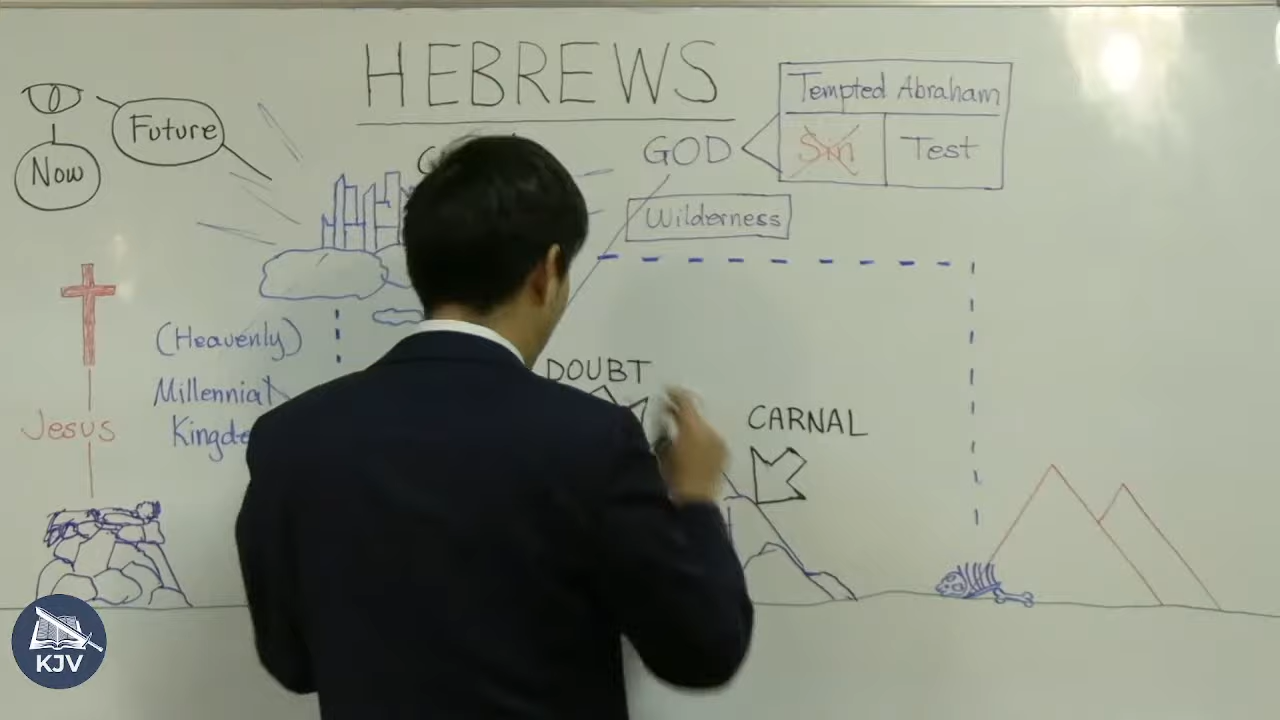 HEBREWS
Tempted Abraham
Sin
Test
Future
Now
GOD
Wilderness
(Heavenly)
Millennial
Jesus
DOUBT
CARNAL
KJV